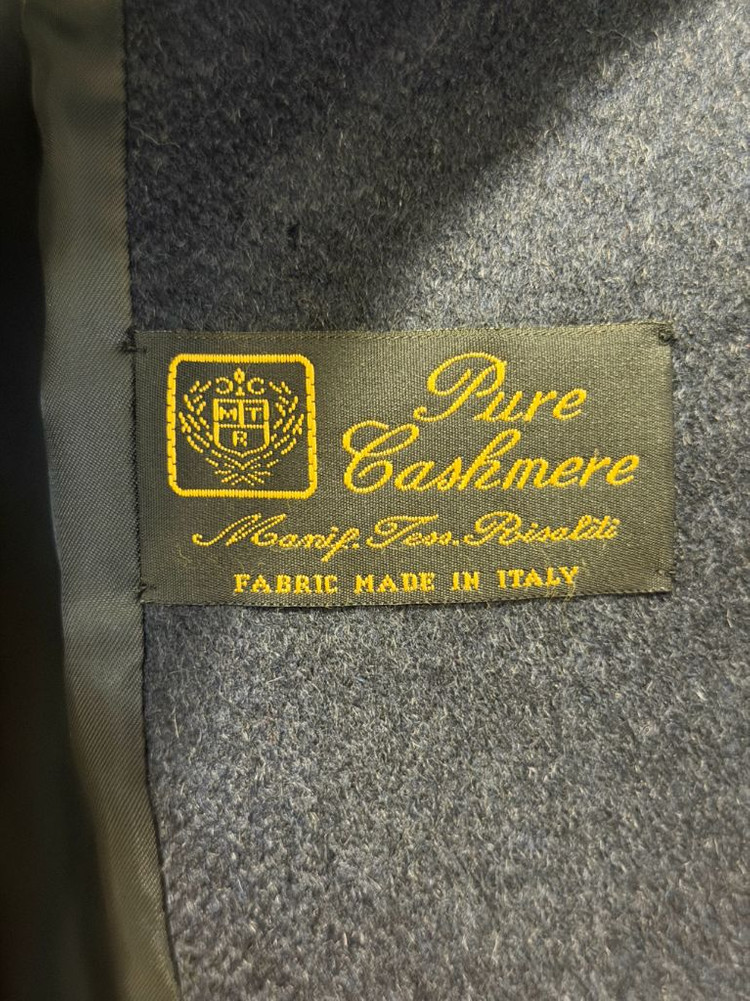 M T
R
Pure
Cashmere
Manif. Tess. Risaliti
FABRIC MADE IN ITALY